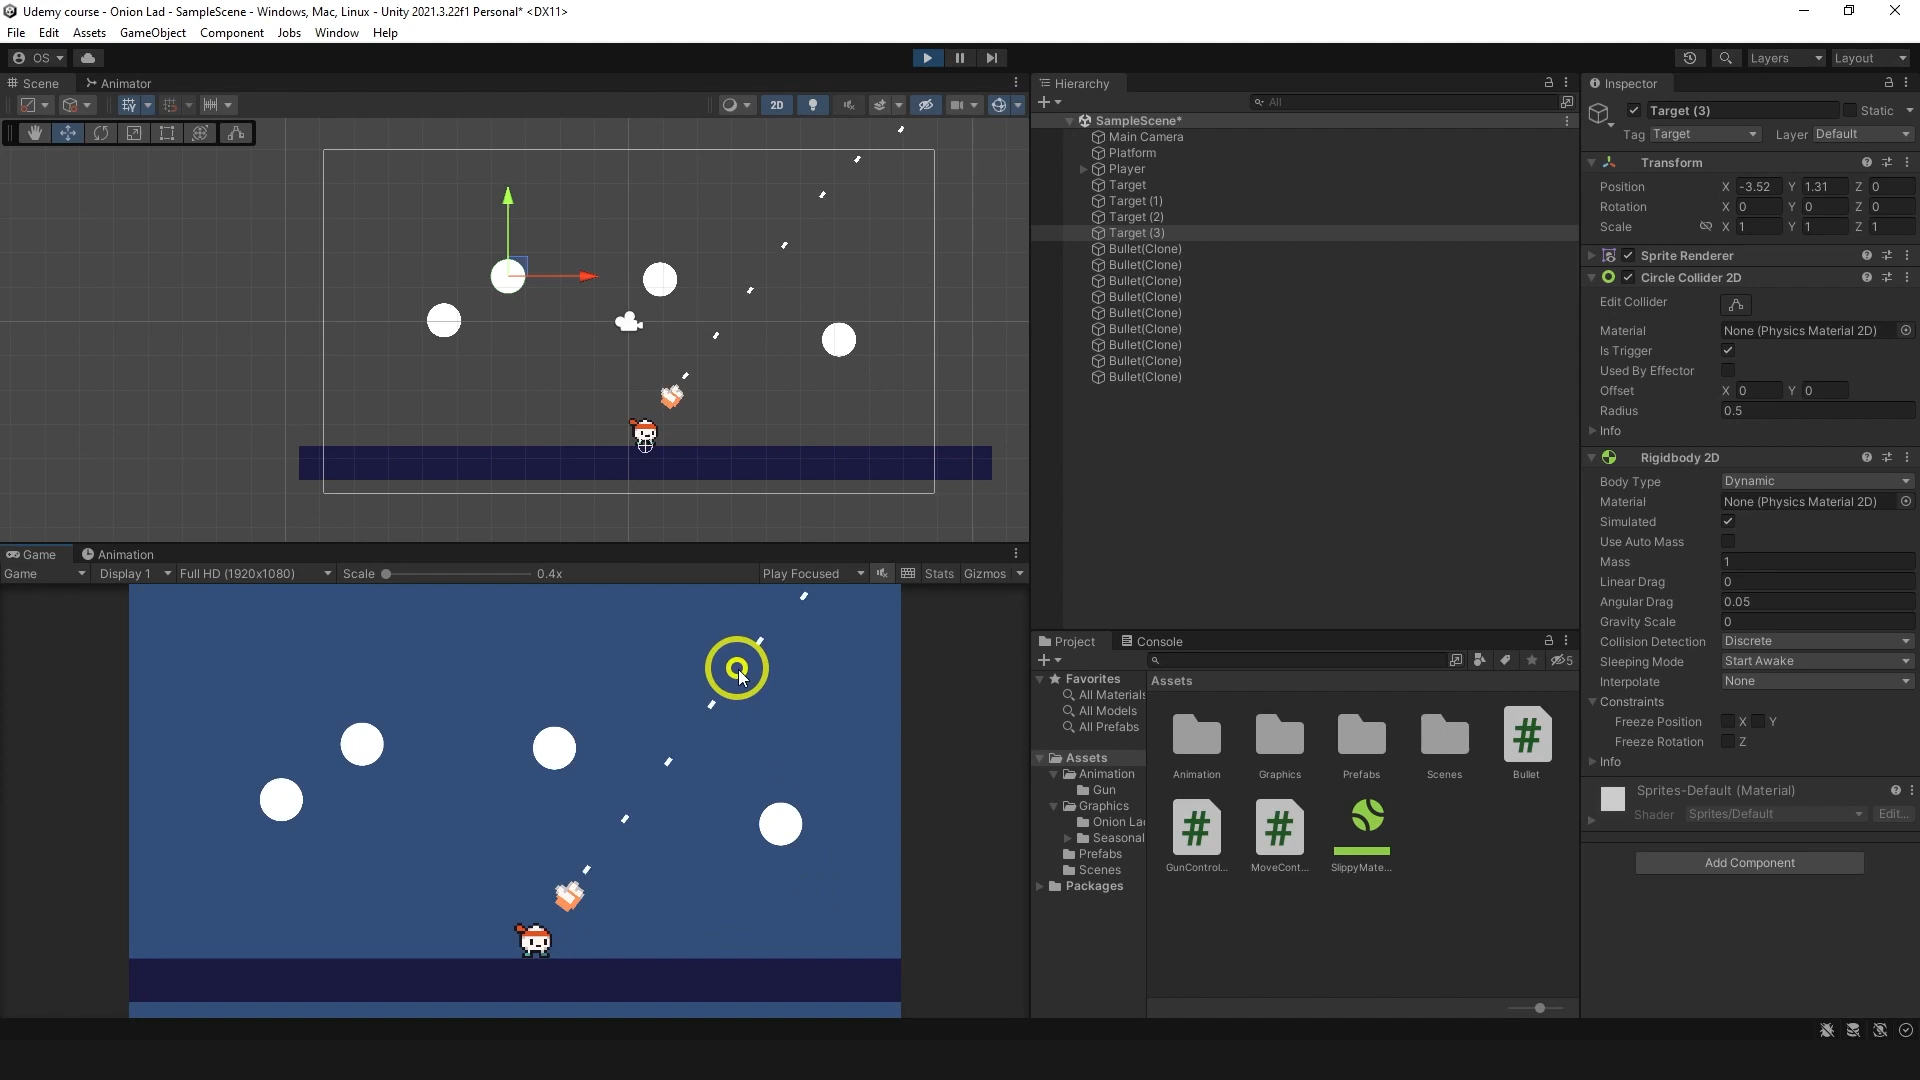 Udemy course - Onion Lad - SampleScene - Windows, Mac, Linux - Unity 2021.3.22f1 Personal* <DX11>
File Edit Assets GameObject Component Jobs Window Help
OS Layers Layout
Scene Animator
2D
Game Animation
Game Display 1 Full HD (1920x1080) Scale 0.4x Play Focused Stats Gizmos
Hierarchy
All
SampleScene*
Main Camera
Platform
Player
Target
Target (1)
Target (2)
Target (3)
Bullet(Clone)
Bullet(Clone)
Bullet(Clone)
Bullet(Clone)
Bullet(Clone)
Bullet(Clone)
Bullet(Clone)
Bullet(Clone)
Bullet(Clone)
Project Console
5
Favorites
All Materials
All Models
All Prefabs
Assets
Animation
Gun
Graphics
Onion La
Seasonal
Prefabs
Scenes
Packages
Assets
Animation Graphics Prefabs Scenes Bullet
GunControl... MoveCont... SlippyMate...
Inspector
Target (3) Static
Tag Target Layer Default
Transform
Position X -3.52 Y 1.31 Z 0
Rotation X 0 Y 0 Z 0
Scale X 1 Y 1 Z 1
Sprite Renderer
Circle Collider 2D
Edit Collider
Material None (Physics Material 2D)
Is Trigger
Used By Effector
Offset X 0 Y 0
Radius 0.5
Info
Rigidbody 2D
Body Type Dynamic
Material None (Physics Material 2D)
Simulated
Use Auto Mass
Mass 1
Linear Drag 0
Angular Drag 0.05
Gravity Scale 0
Collision Detection Discrete
Sleeping Mode Start Awake
Interpolate None
Constraints
Freeze Position X Y
Freeze Rotation Z
Info
Sprites-Default (Material)
Shader Sprites/Default Edit...
Add Component